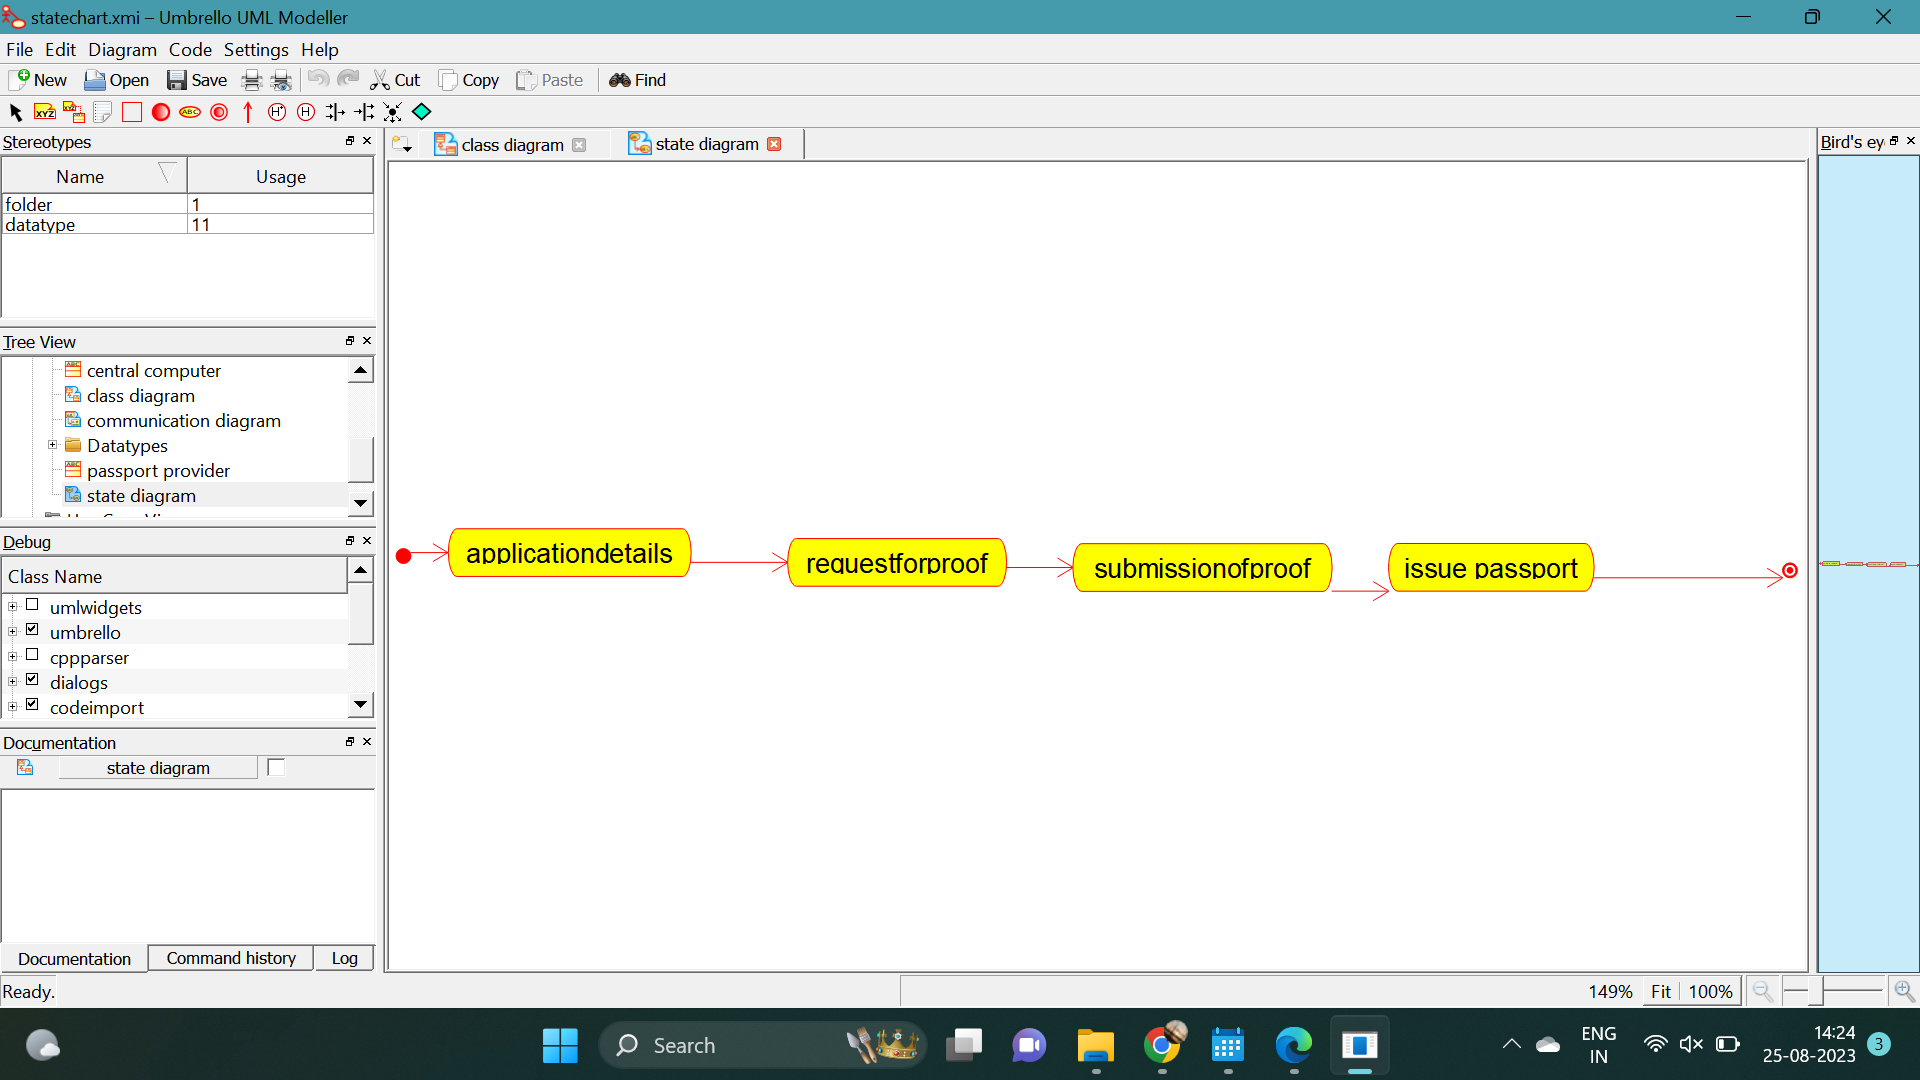 statechart.xmi – Umbrello UML Modeller
File Edit Diagram Code Settings Help
New Open Save Cut Copy Paste Find
XYZ XYZ ABC H* H
Stereotypes
Name Usage
folder 1
datatype 11
Tree View
central computer
class diagram
communication diagram
Datatypes
passport provider
state diagram
Debug
Class Name
umlwidgets
umbrello
cppparser
dialogs
codeimport
Documentation
state diagram
Documentation Command history Log
Ready.
class diagram state diagram
applicationdetails
requestforproof
submissionofproof
issue passport
Bird's ey
149% Fit 100%
Search
ENG
IN
14:24
25-08-2023
3